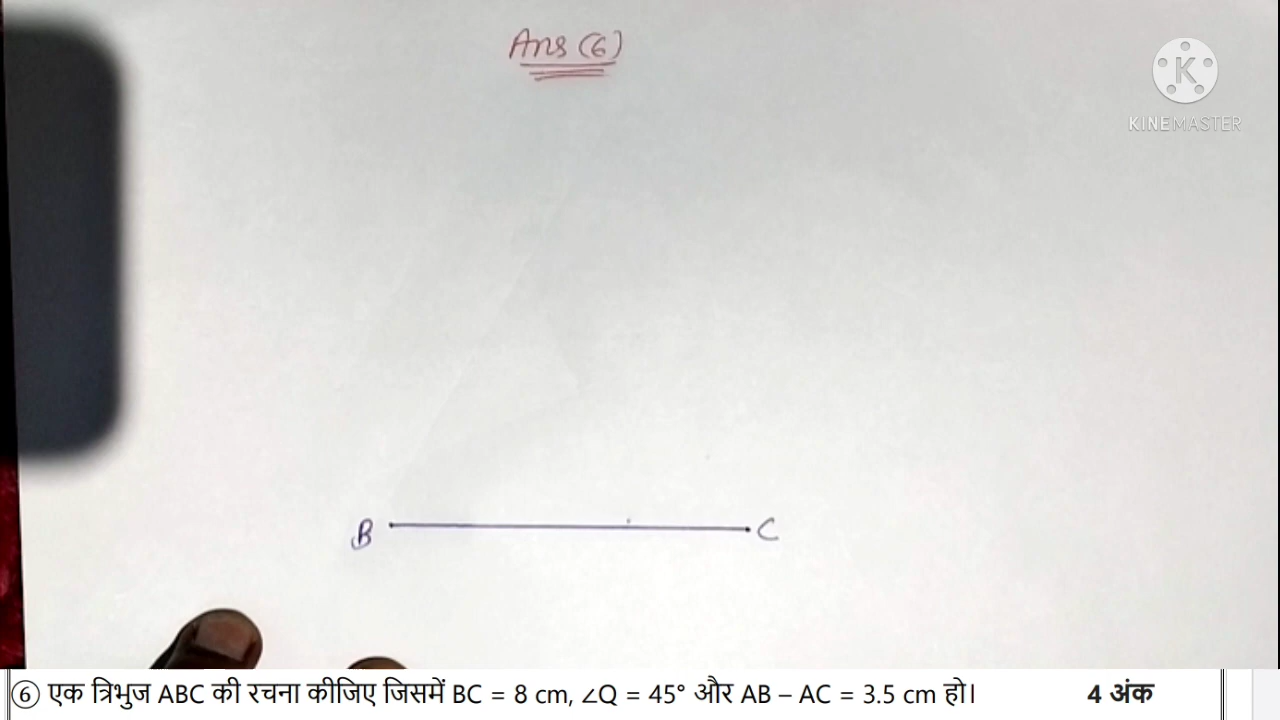 Ans (6)
KINEMASTER
B
C
⑥ एक त्रिभुज ABC की रचना कीजिए जिसमें BC = 8 cm, ∠Q = 45° और AB – AC = 3.5 cm हो। 4 अंक